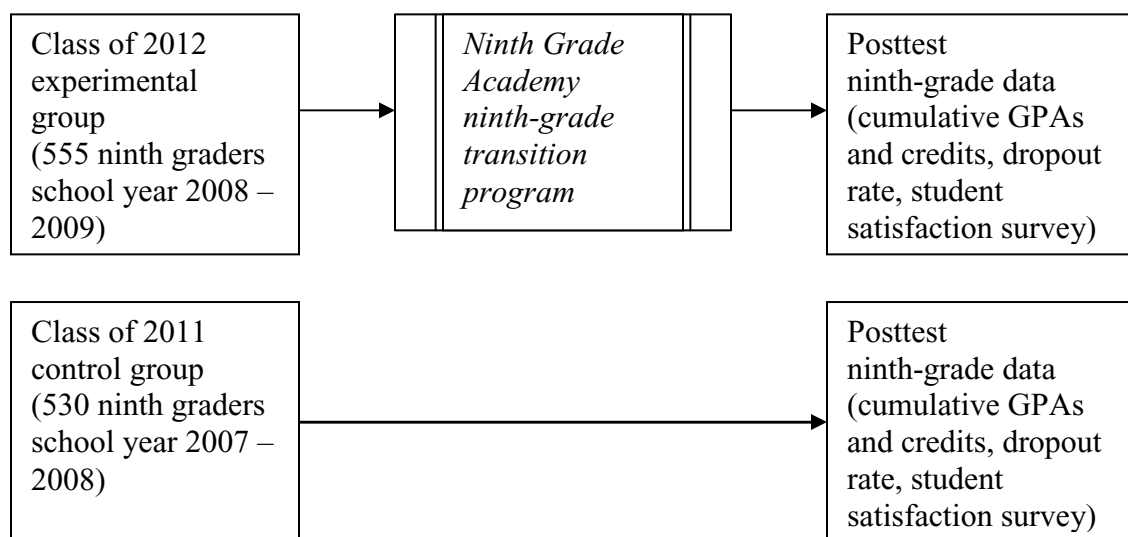 Class of 2012
experimental
group
(555 ninth graders
school year 2008 –
2009)
Ninth Grade
Academy
ninth-grade
transition
program
Posttest
ninth-grade data
(cumulative GPAs
and credits, dropout
rate, student
satisfaction survey)
Class of 2011
control group
(530 ninth graders
school year 2007 –
2008)
Posttest
ninth-grade data
(cumulative GPAs
and credits, dropout
rate, student
satisfaction survey)